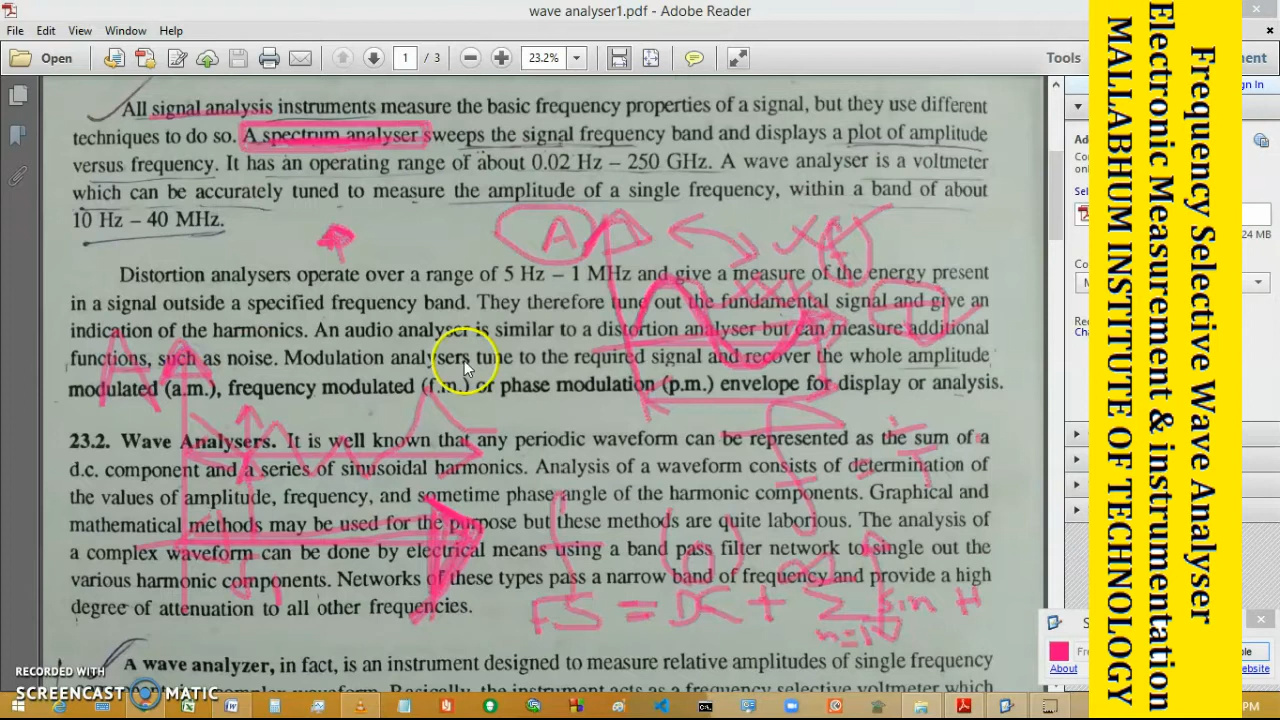 wave analyser1.pdf - Adobe Reader
File Edit View Window Help
Open 1 3 23.2% Tools
All signal analysis instruments measure the basic frequency properties of a signal, but they use different
techniques to do so. A spectrum analyser sweeps the signal frequency band and displays a plot of amplitude
versus frequency. It has an operating range of about 0.02 Hz – 250 GHz. A wave analyser is a voltmeter
which can be accurately tuned to measure the amplitude of a single frequency, within a band of about
10 Hz – 40 MHz.
A
Distortion analysers operate over a range of 5 Hz – 1 MHz and give a measure of the energy present
in a signal outside a specified frequency band. They therefore tune out the fundamental signal and give an
indication of the harmonics. An audio analyser is similar to a distortion analyser but can measure additional
functions, such as noise. Modulation analysers tune to the required signal and recover the whole amplitude
modulated (a.m.), frequency modulated (f.m.) or phase modulation (p.m.) envelope for display or analysis.
A
23.2. Wave Analysers. It is well known that any periodic waveform can be represented as the sum of a
d.c. component and a series of sinusoidal harmonics. Analysis of a waveform consists of determination of
the values of amplitude, frequency, and sometime phase angle of the harmonic components. Graphical and
mathematical methods may be used for the purpose but these methods are quite laborious. The analysis of
a complex waveform can be done by electrical means using a band pass filter network to single out the
various harmonic components. Networks of these types pass a narrow band of frequency and provide a high
degree of attenuation to all other frequencies.
FS = DC + ∑ sin H
A wave analyzer, in fact, is an instrument designed to measure relative amplitudes of single frequency
RECORDED WITH
SCREENCAST MATIC
About
Frequency Selective Wave Analyser
Electronic Measurement & instrumentation
MALLABHUM INSTITUTE OF TECHNOLOGY